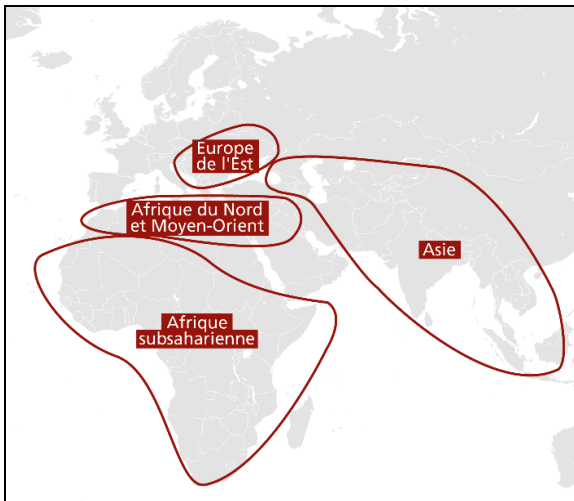 Europe
de l'Est
Afrique du Nord
et Moyen-Orient
Asie
Afrique
subsaharienne